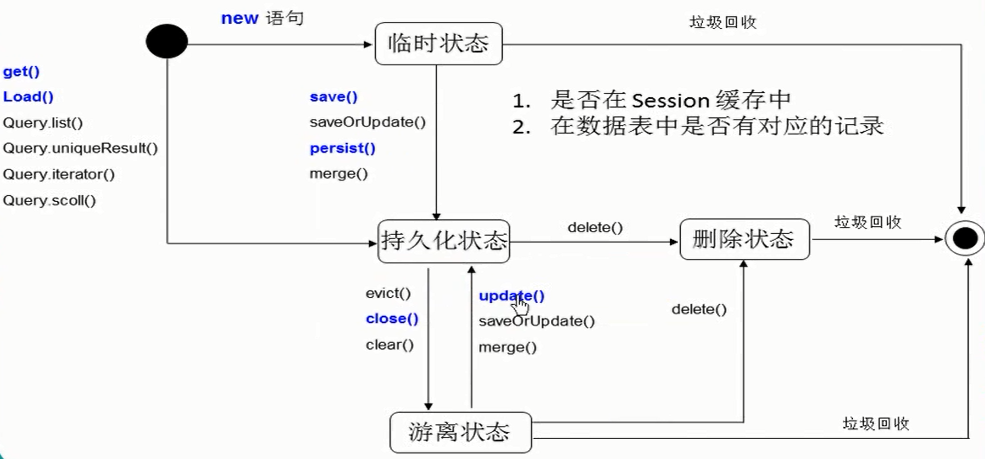 new 语句
垃圾回收
临时状态
get()
Load()
Query.list()
Query.uniqueResult()
Query.iterator()
Query.scoll()
save()
saveOrUpdate()
persist()
merge()
1. 是否在 Session 缓存中
2. 在数据表中是否有对应的记录
持久化状态
delete()
删除状态
垃圾回收
evict()
close()
clear()
update()
saveOrUpdate()
merge()
delete()
游离状态
垃圾回收